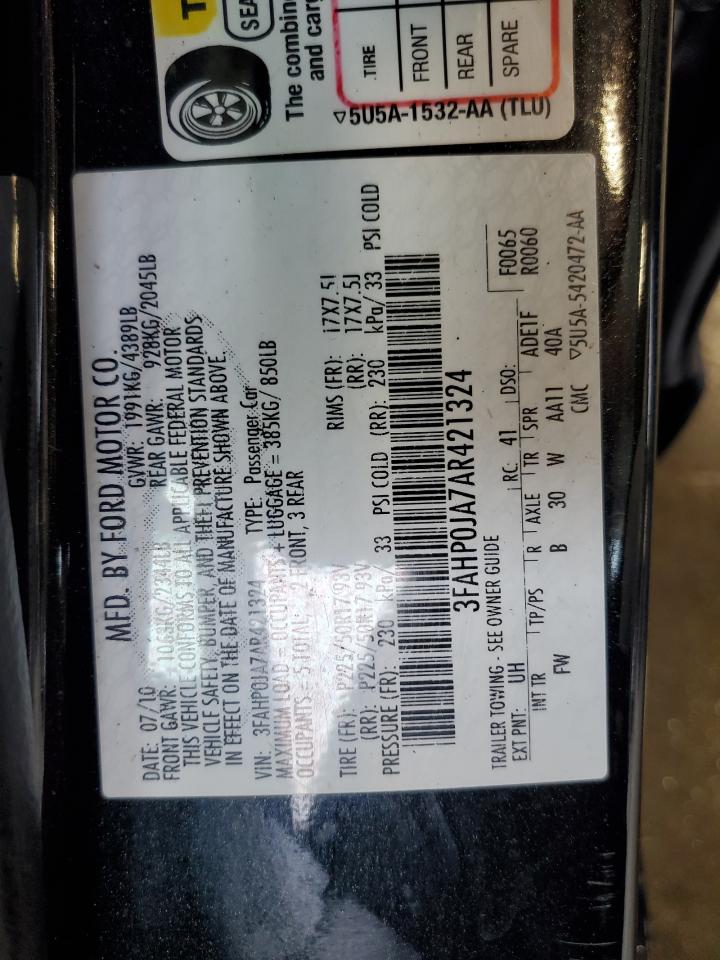 T
SEA
The combin
and carg
TIRE
FRONT
REAR
SPARE
▽5U5A-1532-AA (TLU)
MFD. BY FORD MOTOR CO.
DATE: 07/10 GVWR: 1991KG/4389LB
FRONT GAWR: 1063KG/2344LB REAR GAWR: 928KG/2045LB
THIS VEHICLE CONFORMS TO ALL APPLICABLE FEDERAL MOTOR
VEHICLE SAFETY, BUMPER, AND THEFT PREVENTION STANDARDS
IN EFFECT ON THE DATE OF MANUFACTURE SHOWN ABOVE.
VIN: 3FAHP0JA7AR421324 TYPE: Passenger Car
MAXIMUM LOAD = OCCUPANTS + LUGGAGE = 385KG/ 850LB
OCCUPANTS = 5 TOTAL: 2 FRONT, 3 REAR
TIRE (FR): P225/50R17 93V RIMS (FR): 17X7.5J
(RR): P225/50R17 93V (RR): 17X7.5J
PRESSURE (FR): 230 kPa/ 33 PSI COLD (RR): 230 kPa/ 33 PSI COLD
3FAHP0JA7AR421324
TRAILER TOWING - SEE OWNER GUIDE
EXT PNT: UH RC: 41 DSO: F0065
R0060
INT TR TP/PS R AXLE TR SPR ADE1F
FW B 30 W AA11 40A
CMC ▽5U5A-5420472-AA